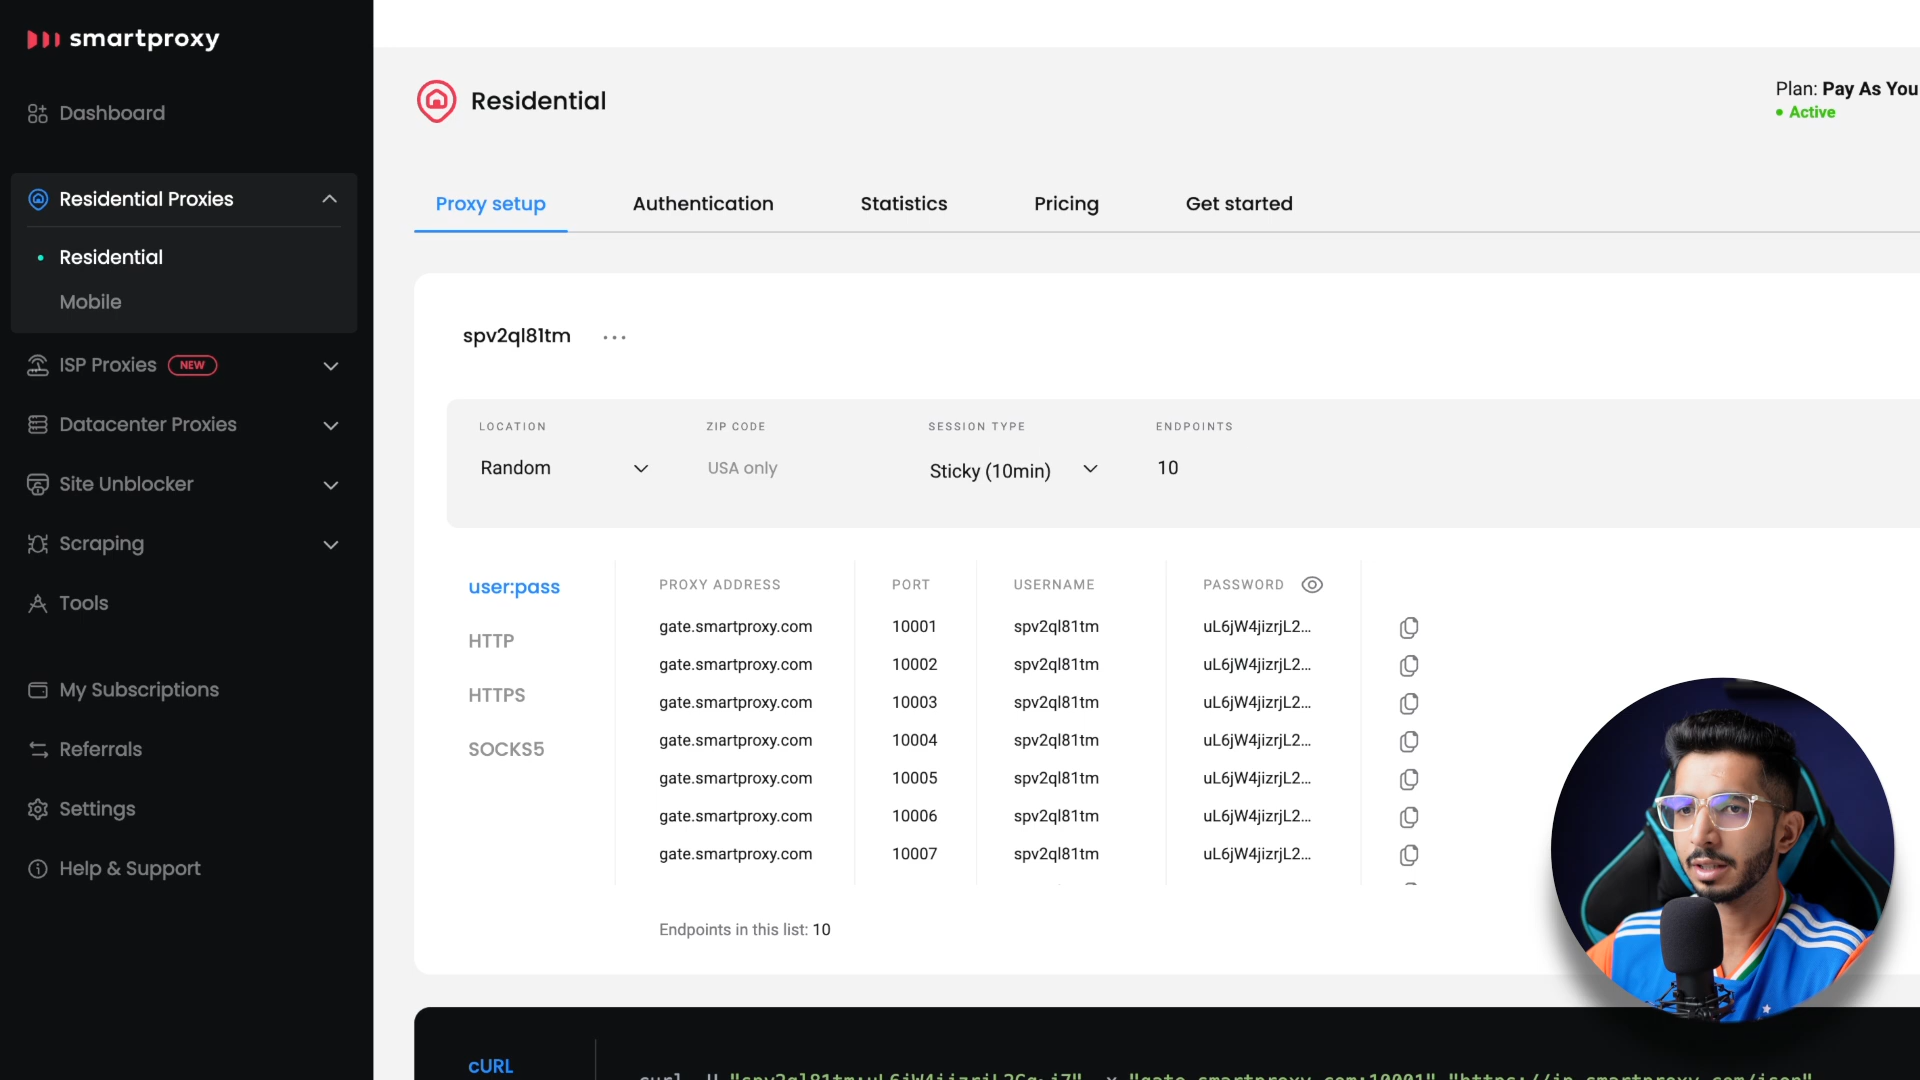 smartproxy
Dashboard
Residential Proxies
Residential
Mobile
ISP Proxies NEW
Datacenter Proxies
Site Unblocker
Scraping
Tools
My Subscriptions
Referrals
Settings
Help & Support
Residential
Plan: Pay As You
Active
Proxy setup Authentication Statistics Pricing Get started
spv2ql81tm ...
LOCATION ZIP CODE SESSION TYPE ENDPOINTS
Random USA only Sticky (10min) 10
user:pass
HTTP
HTTPS
SOCKS5
PROXY ADDRESS PORT USERNAME PASSWORD
gate.smartproxy.com 10001 spv2ql81tm uL6jW4jizrjL2...
gate.smartproxy.com 10002 spv2ql81tm uL6jW4jizrjL2...
gate.smartproxy.com 10003 spv2ql81tm uL6jW4jizrjL2...
gate.smartproxy.com 10004 spv2ql81tm uL6jW4jizrjL2...
gate.smartproxy.com 10005 spv2ql81tm uL6jW4jizrjL2...
gate.smartproxy.com 10006 spv2ql81tm uL6jW4jizrjL2...
gate.smartproxy.com 10007 spv2ql81tm uL6jW4jizrjL2...
Endpoints in this list: 10
cURL